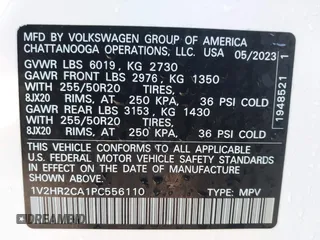 MFD BY VOLKSWAGEN GROUP OF AMERICA
CHATTANOOGA OPERATIONS, LLC. USA 05/2023
GVWR LBS 6019, KG 2730
GAWR FRONT LBS 2976, KG 1350
WITH 255/50R20 TIRES,
8JX20 RIMS, AT 250 KPA, 36 PSI COLD
GAWR REAR LBS 3153, KG 1430
WITH 255/50R20 TIRES,
8JX20 RIMS, AT 250 KPA, 36 PSI COLD
THIS VEHICLE CONFORMS TO ALL APPLICABLE
U.S. FEDERAL MOTOR VEHICLE SAFETY STANDARDS
IN EFFECT ON THE DATE OF MANUFACTURE SHOWN ABOVE
1V2HR2CA1PC556110 TYPE: MPV
1948521 1